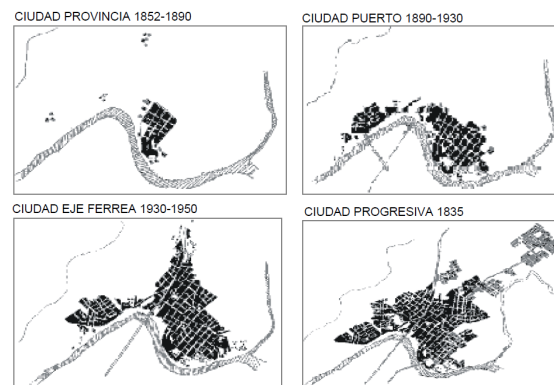 CIUDAD PROVINCIA 1852-1890
CIUDAD PUERTO 1890-1930
CIUDAD EJE FERREA 1930-1950
CIUDAD PROGRESIVA 1835